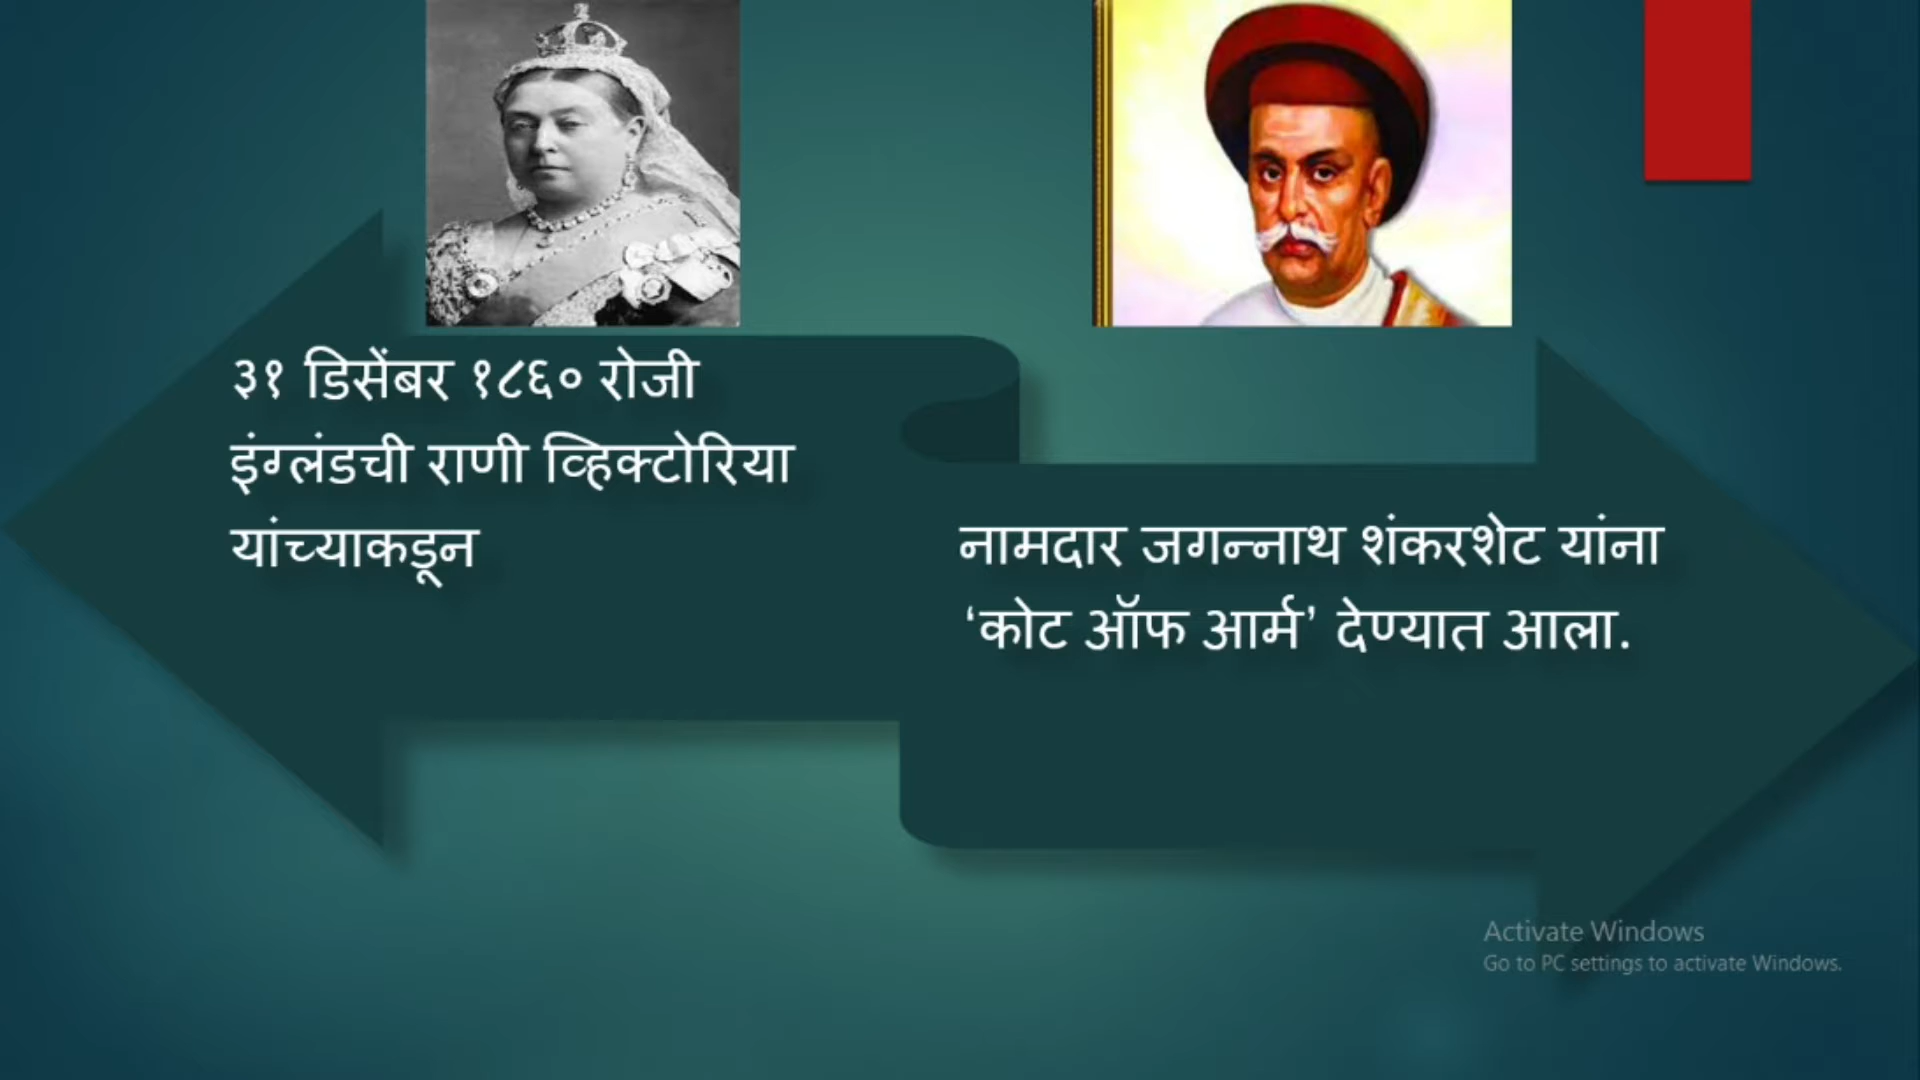 ३१ डिसेंबर १८६० रोजी
इंग्लंडची राणी व्हिक्टोरिया
यांच्याकडून
नामदार जगन्नाथ शंकरशेट यांना
‘कोट ऑफ आर्म’ देण्यात आला.
Activate Windows
Go to PC settings to activate Windows.